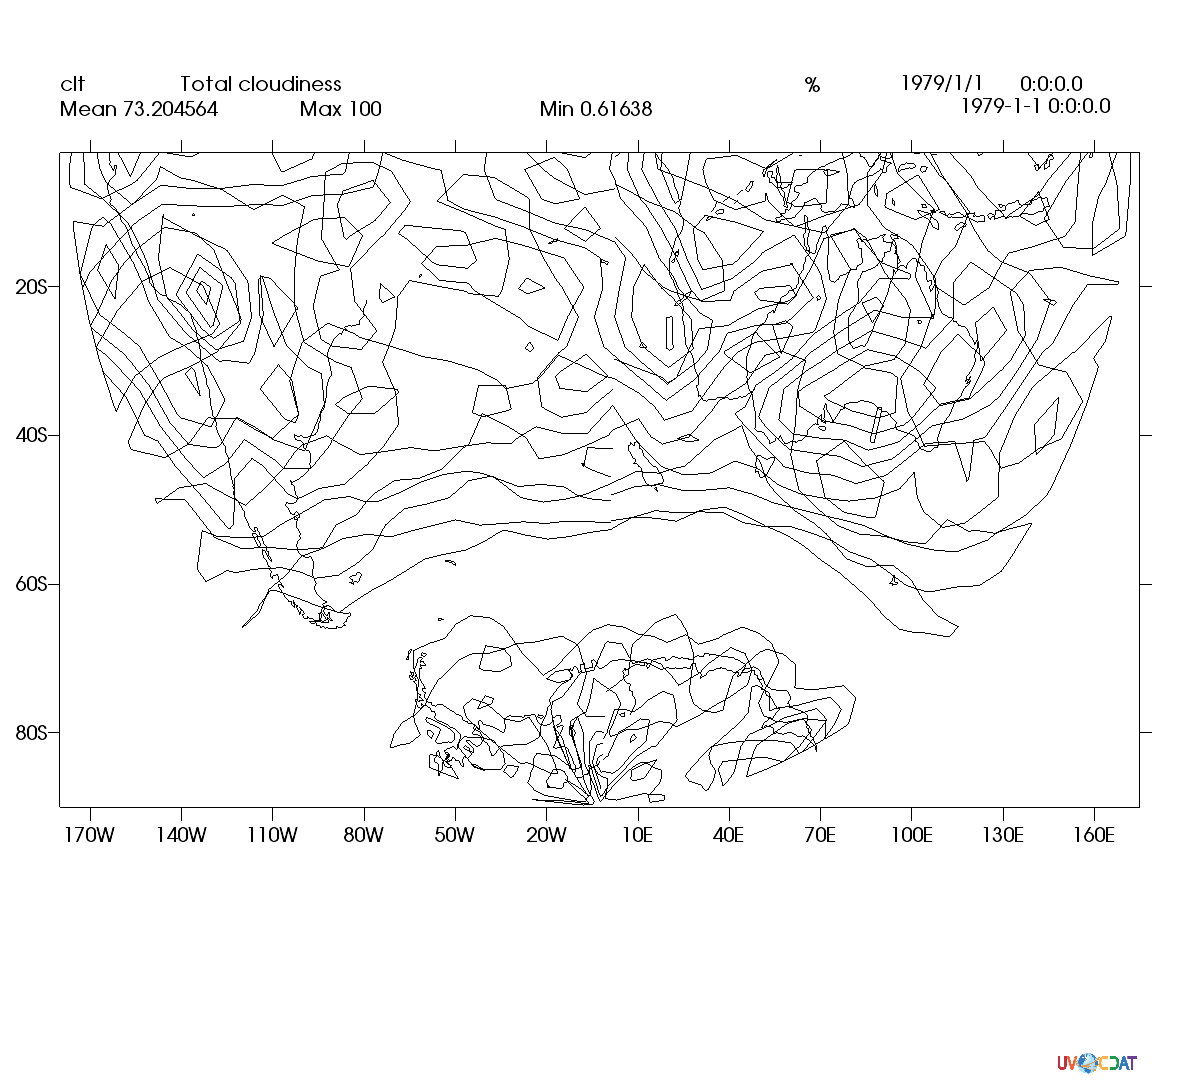 clt Total cloudiness % 1979/1/1 0:0:0.0
Mean 73.204564 Max 100 Min 0.61638 1979-1-1 0:0:0.0
20S
40S
60S
80S
170W 140W 110W 80W 50W 20W 10E 40E 70E 100E 130E 160E
UV CDAT